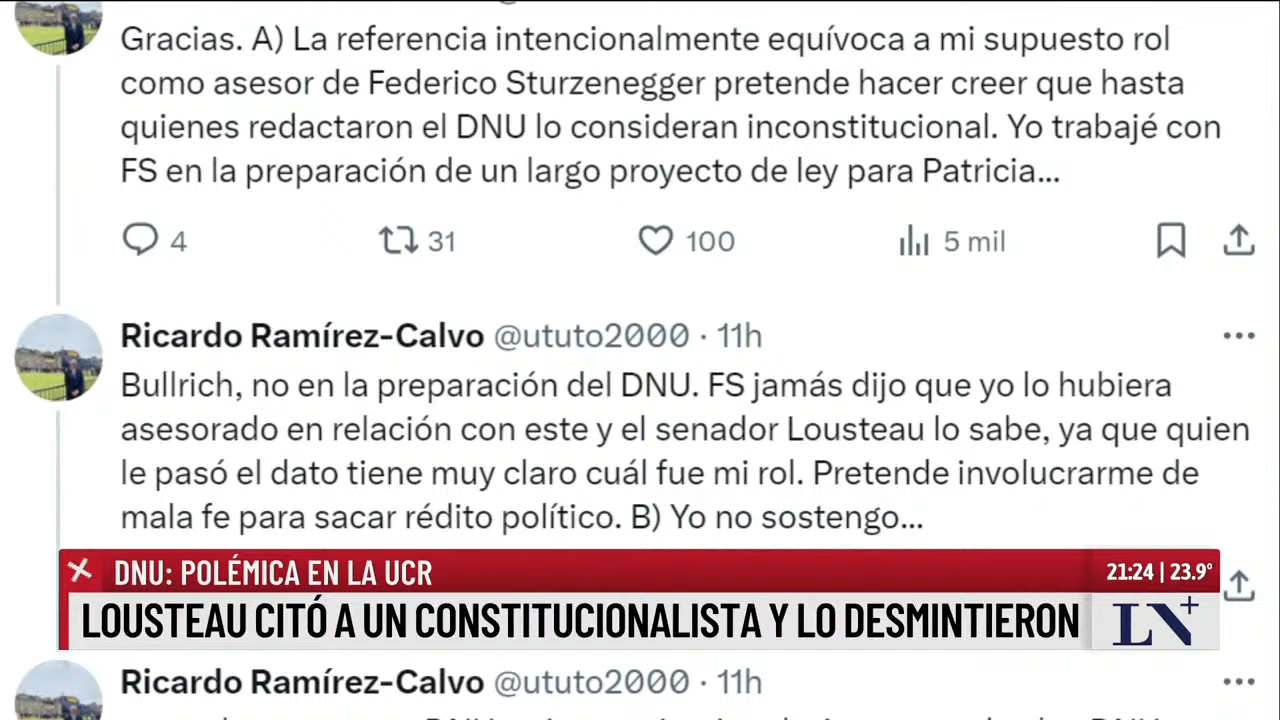 Gracias. A) La referencia intencionalmente equívoca a mi supuesto rol
como asesor de Federico Sturzenegger pretende hacer creer que hasta
quienes redactaron el DNU lo consideran inconstitucional. Yo trabajé con
FS en la preparación de un largo proyecto de ley para Patricia...
4 31 100 5 mil
Ricardo Ramírez-Calvo @ututo2000 · 11h
Bullrich, no en la preparación del DNU. FS jamás dijo que yo lo hubiera
asesorado en relación con este y el senador Lousteau lo sabe, ya que quien
le pasó el dato tiene muy claro cuál fue mi rol. Pretende involucrarme de
mala fe para sacar rédito político. B) Yo no sostengo...
DNU: POLÉMICA EN LA UCR
21:24 | 23.9°
LOUSTEAU CITÓ A UN CONSTITUCIONALISTA Y LO DESMINTIERON
LN+
Ricardo Ramírez-Calvo @ututo2000 · 11h